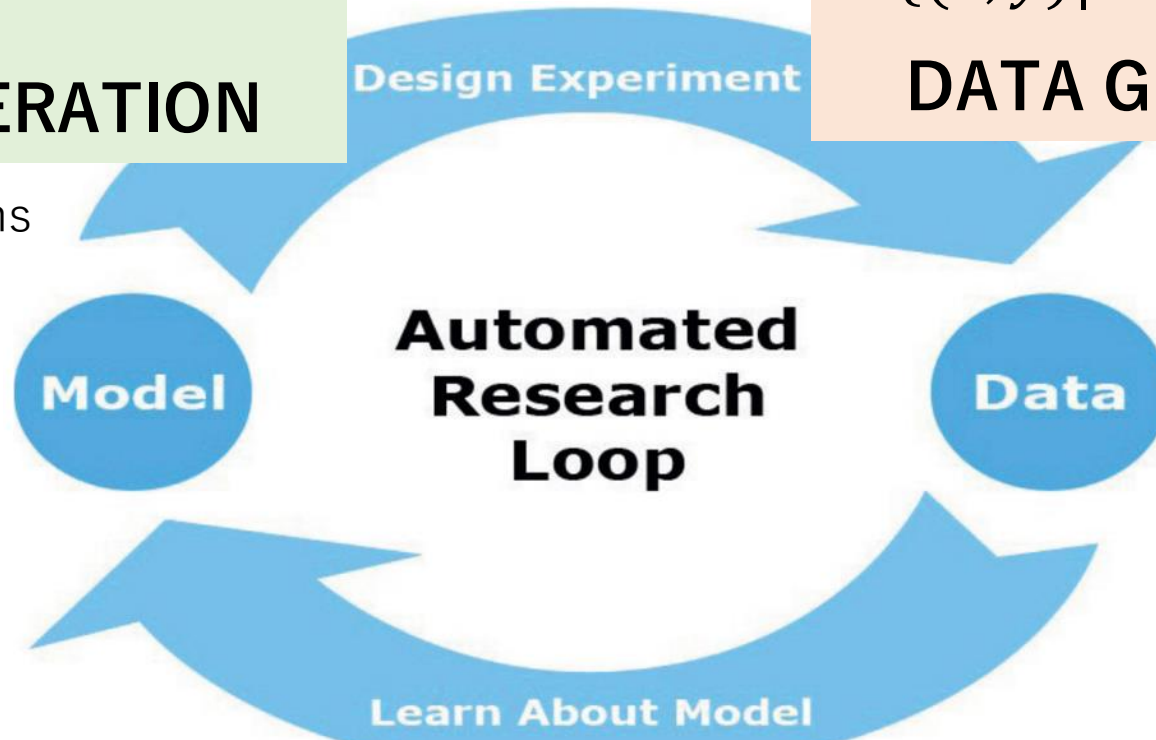 Design Experiment
ERATION
DATA G
ns
Automated
Model
Research
Data
Loop
Learn About Model